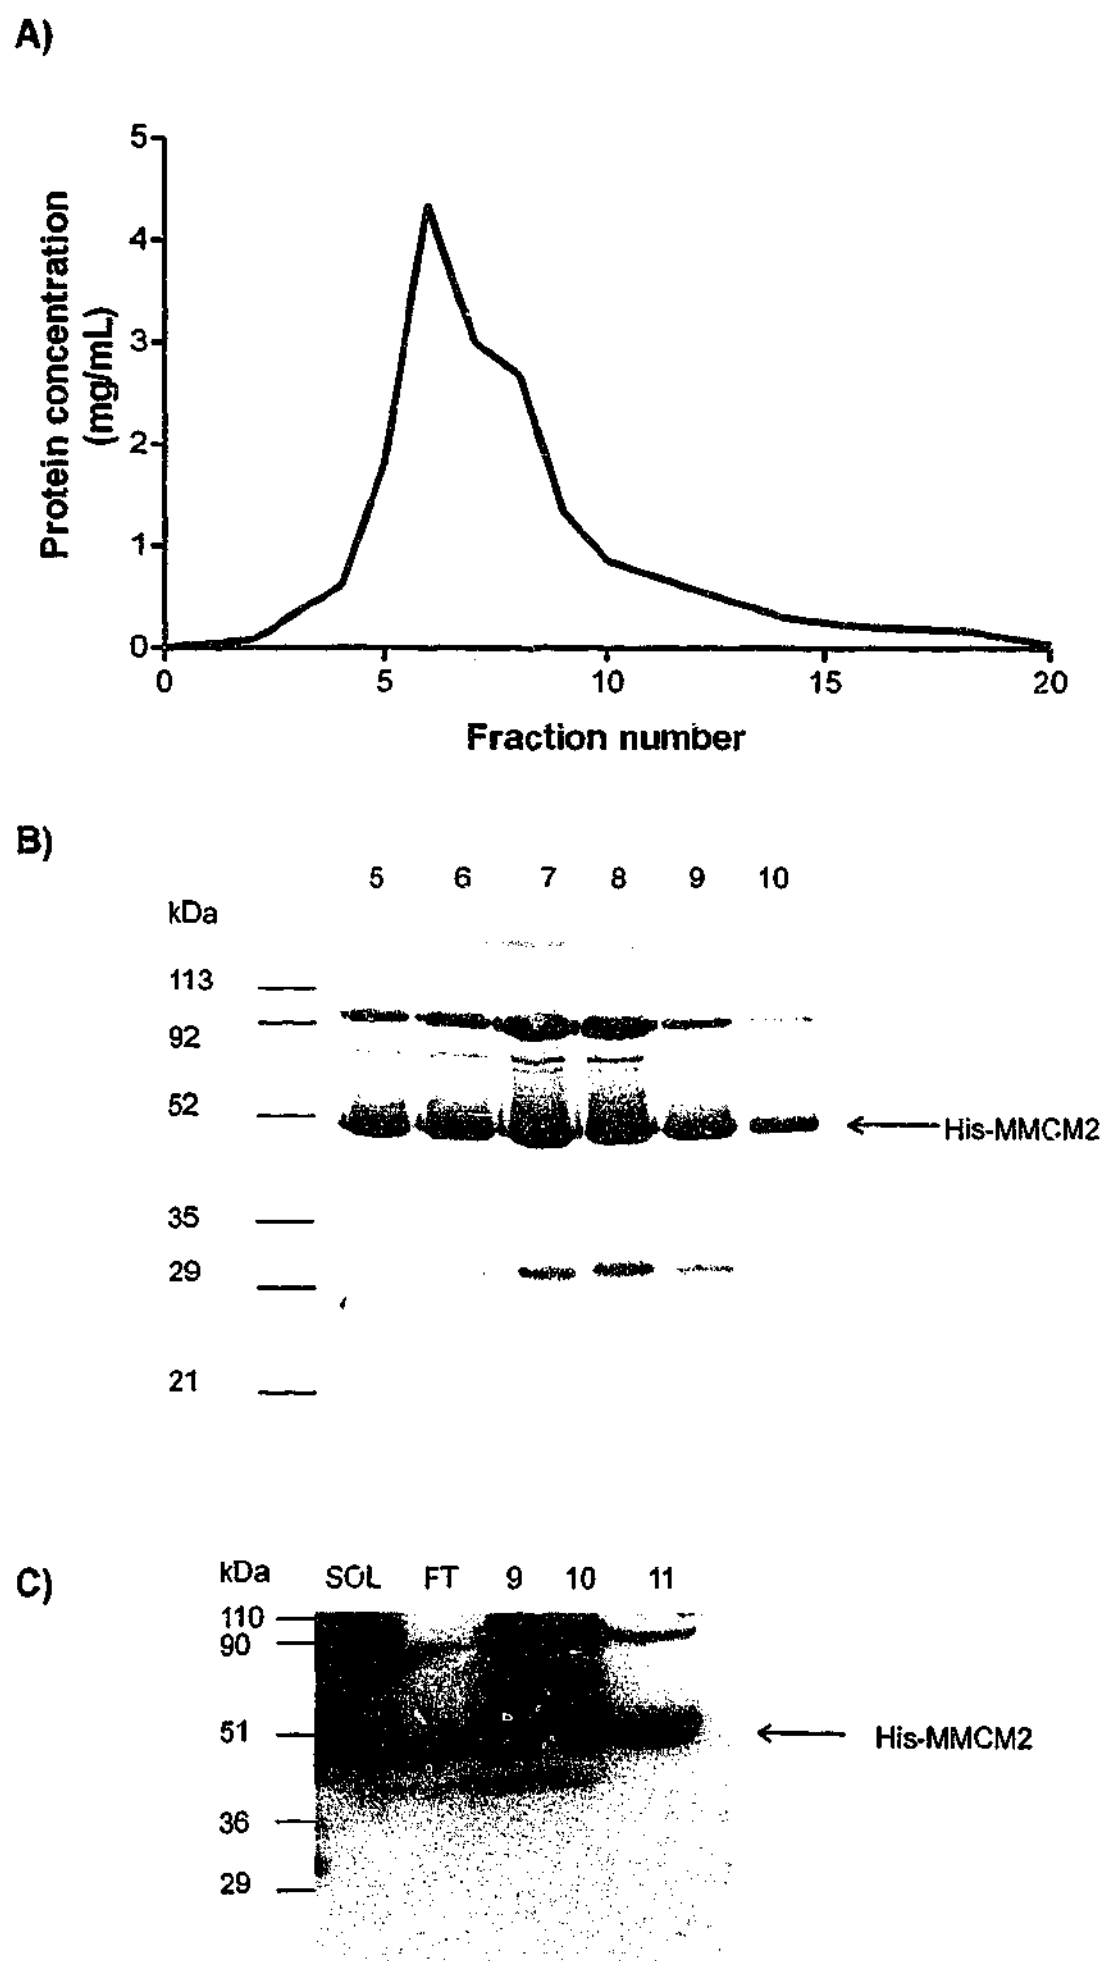 A)
5
4
3
2
1
0
Protein concentration
(mg/mL)
0 5 10 15 20
Fraction number
B)
5 6 7 8 9 10
kDa
113
92
52
His-MMCM2
35
29
21
C)
kDa SOL FT 9 10 11
110
90
51
His-MMCM2
36
29